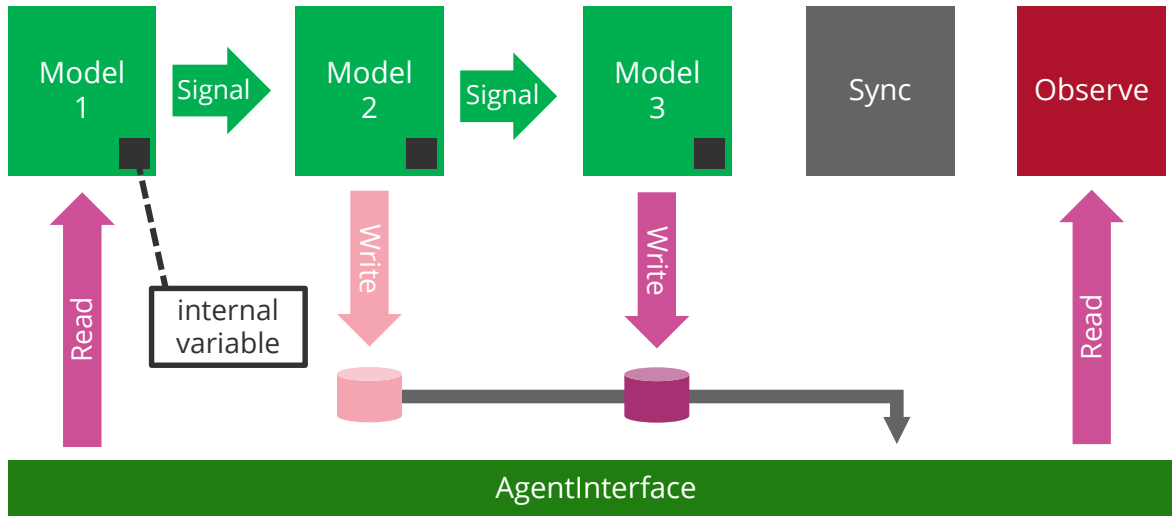 Model
1
Signal
Model
2
Signal
Model
3
Sync
Observe
Read
internal
variable
Write
Write
Read
AgentInterface